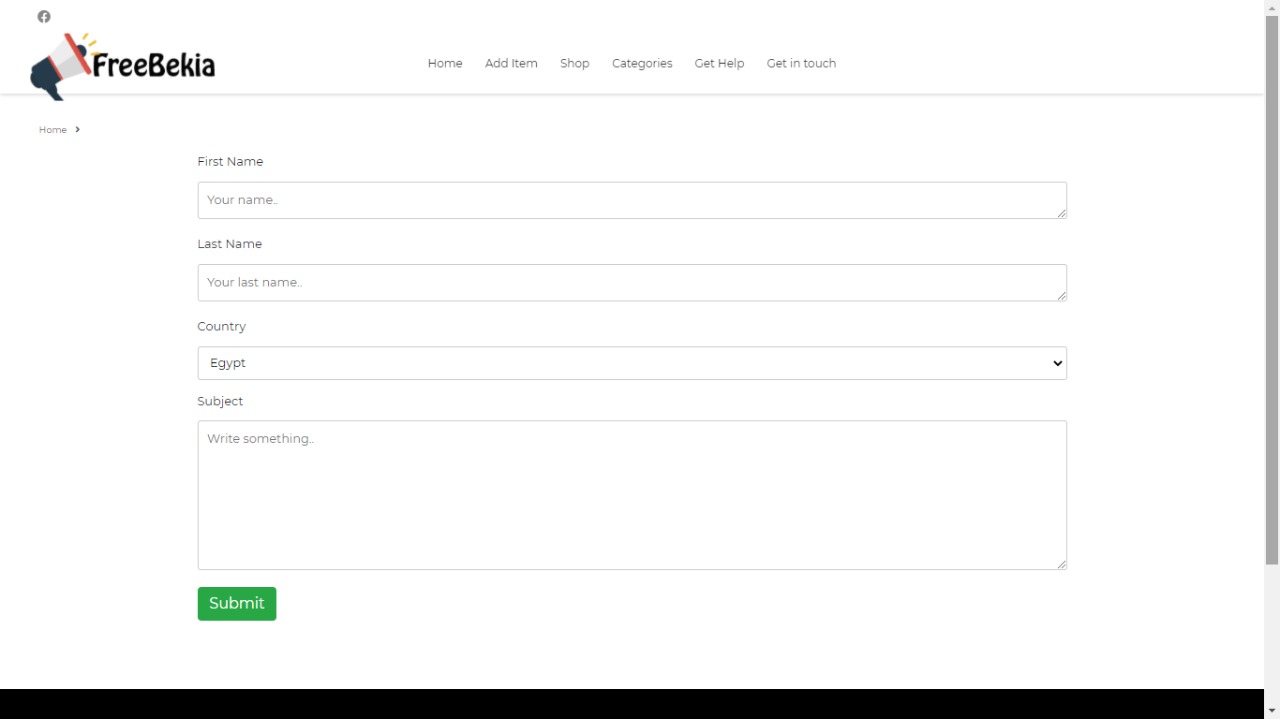 FreeBekia
Home Add Item Shop Categories Get Help Get in touch
Home
First Name
Your name..
Last Name
Your last name..
Country
Egypt
Subject
Write something..
Submit